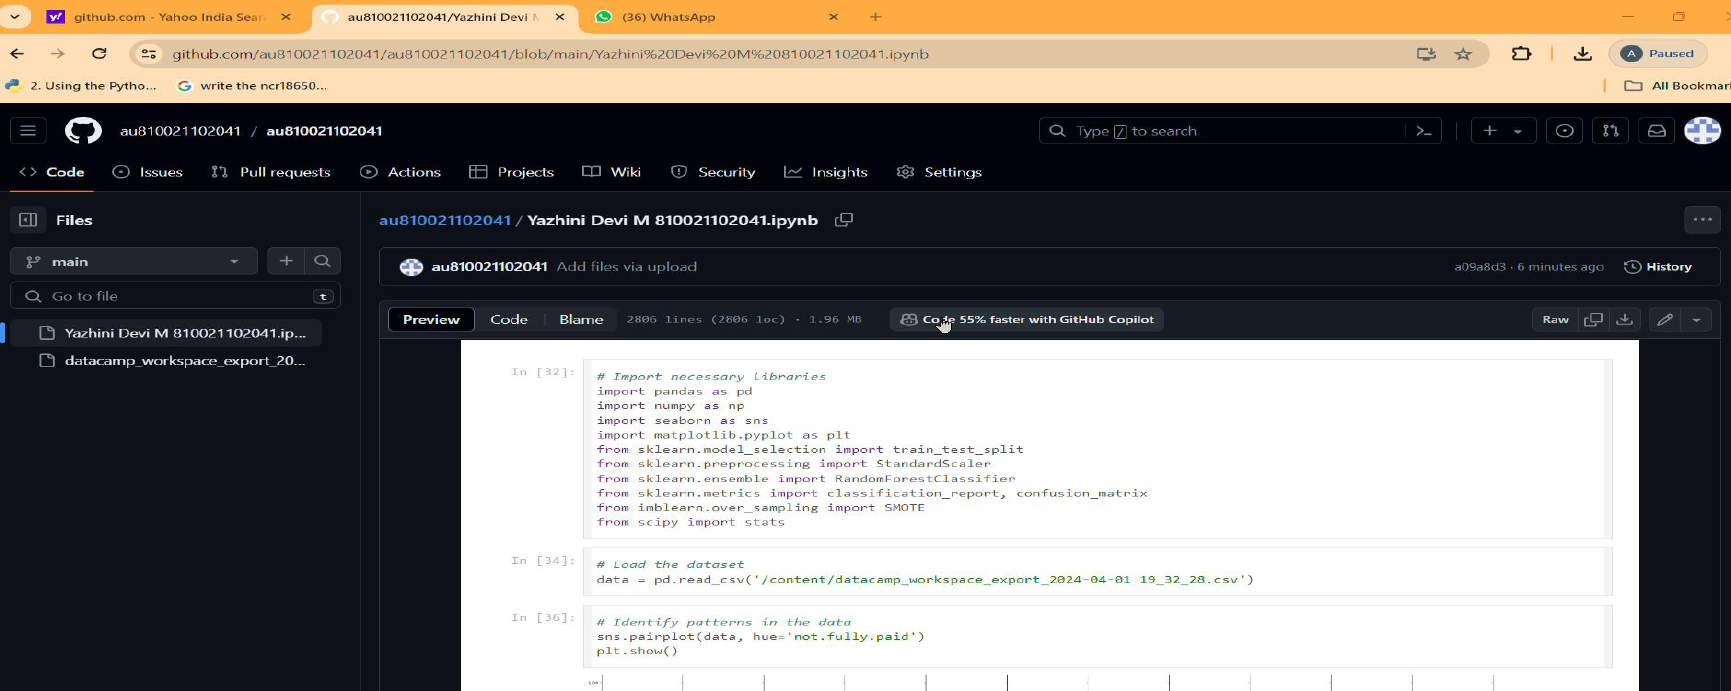 github.com - Yahoo India Sear
au810021102041/Yazhini Devi M
(36) WhatsApp
github.com/au810021102041/au810021102041/blob/main/Yazhini%20Devi%20M%20810021102041.ipynb
A Paused
2. Using the Pytho...
write the ncr18650...
All Bookmar
au810021102041 / au810021102041
Type / to search
Code
Issues
Pull requests
Actions
Projects
Wiki
Security
Insights
Settings
Files
au810021102041 / Yazhini Devi M 810021102041.ipynb
main
au810021102041 Add files via upload
a09a8d3 · 6 minutes ago
History
Go to file
t
Preview
Code
Blame
2806 lines (2806 loc) · 1.96 MB
Code 55% faster with GitHub Copilot
Raw
Yazhini Devi M 810021102041.ip...
datacamp_workspace_export_20...
In [32]:
# Import necessary libraries
import pandas as pd
import numpy as np
import seaborn as sns
import matplotlib.pyplot as plt
from sklearn.model_selection import train_test_split
from sklearn.preprocessing import StandardScaler
from sklearn.ensemble import RandomForestClassifier
from sklearn.metrics import classification_report, confusion_matrix
from imblearn.over_sampling import SMOTE
from scipy import stats
In [34]:
# Load the dataset
data = pd.read_csv('/content/datacamp_workspace_export_2024-04-01 19_32_28.csv')
In [36]:
# Identify patterns in the data
sns.pairplot(data, hue='not.fully.paid')
plt.show()